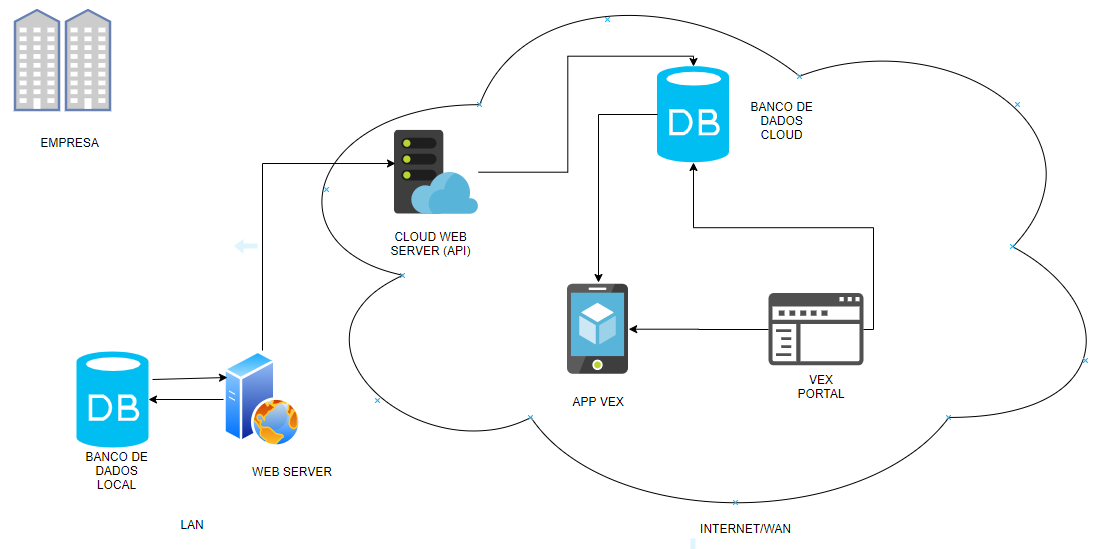 EMPRESA
DB
BANCO DE
DADOS
CLOUD
CLOUD WEB
SERVER (API)
APP VEX
VEX
PORTAL
DB
BANCO DE
DADOS
LOCAL
WEB SERVER
LAN
INTERNET/WAN